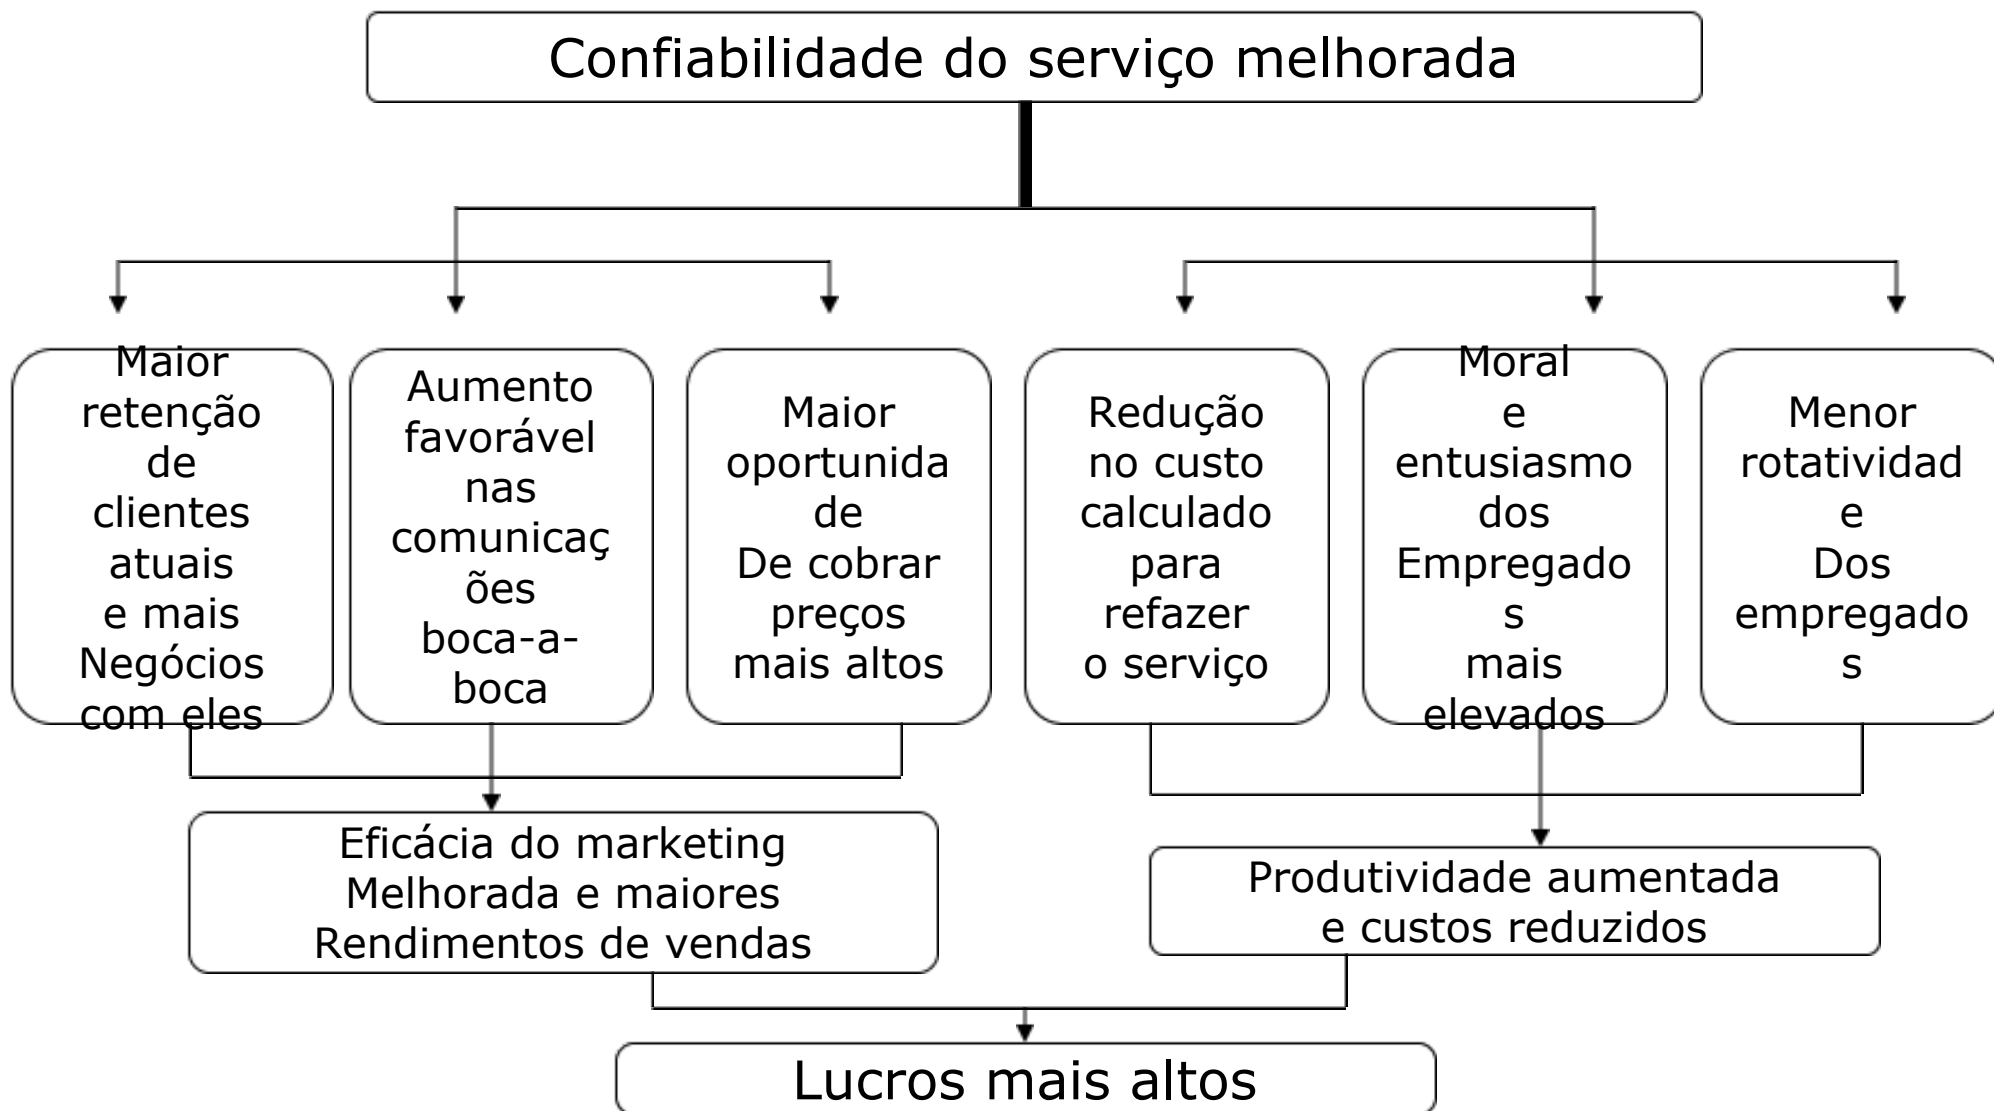 Confiabilidade do serviço melhorada
Maior
retenção
de
clientes
atuais
e mais
Negócios
com eles
Aumento
favorável
nas
comunicaç
ões
boca-a-
boca
Maior
oportunida
de
De cobrar
preços
mais altos
Redução
no custo
calculado
para
refazer
o serviço
Moral
e
entusiasmo
dos
Empregado
s
mais
elevados
Menor
rotatividad
e
Dos
empregado
s
Eficácia do marketing
Melhorada e maiores
Rendimentos de vendas
Produtividade aumentada
e custos reduzidos
Lucros mais altos